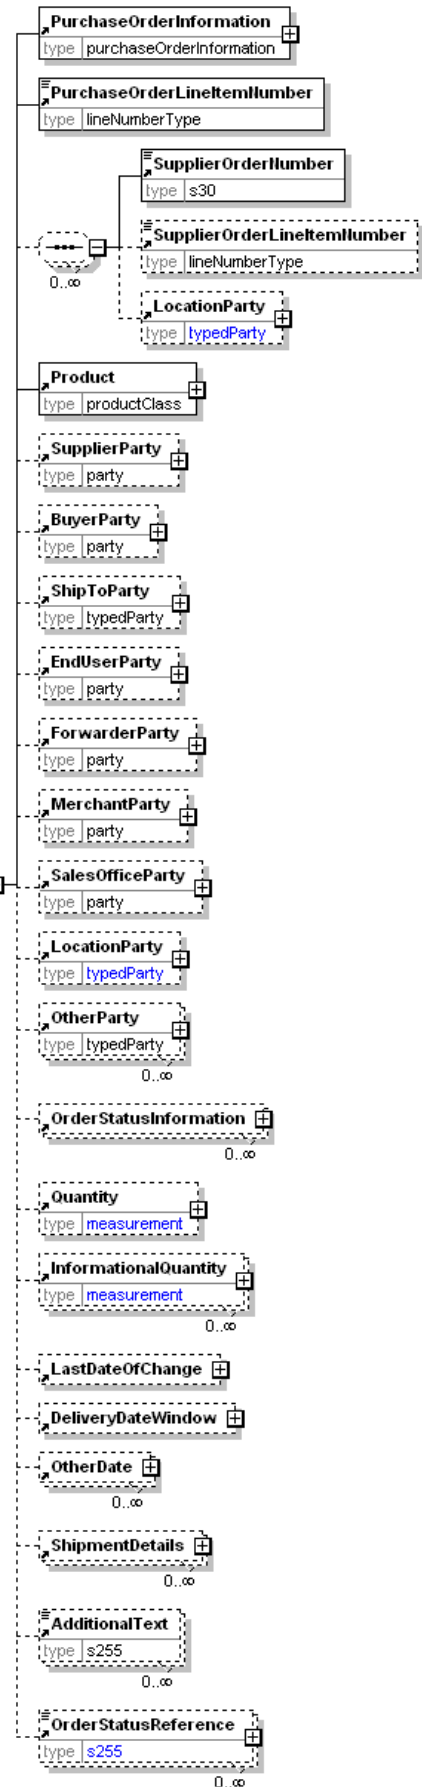 PurchaseOrderInformation
type purchaseOrderInformation
PurchaseOrderLineItemNumber
type lineNumberType
SupplierOrderNumber
type s30
SupplierOrderLineItemNumber
type lineNumberType
0..∞
LocationParty
type typedParty
Product
type productClass
SupplierParty
type party
BuyerParty
type party
ShipToParty
type typedParty
EndUserParty
type party
ForwarderParty
type party
MerchantParty
type party
SalesOfficeParty
type party
LocationParty
type typedParty
OtherParty
type typedParty
0..∞
OrderStatusInformation
0..∞
Quantity
type measurement
InformationalQuantity
type measurement
0..∞
LastDateOfChange
DeliveryDateWindow
OtherDate
0..∞
ShipmentDetails
0..∞
AdditionalText
type s255
0..∞
OrderStatusReference
type s255
0..∞